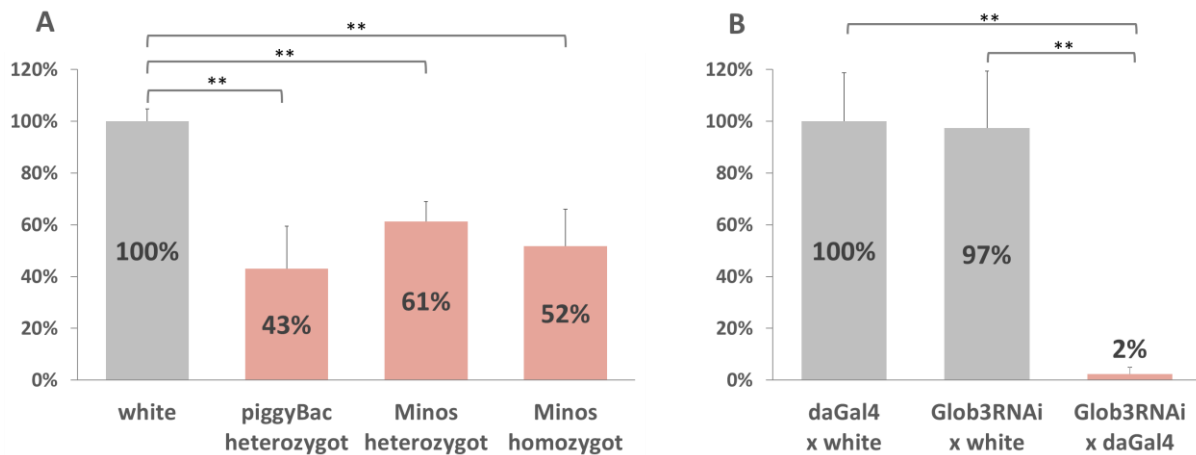 A
**
**
**
120%
100%
80%
60%
40%
20%
0%
100%
43%
61%
52%
white
piggyBac
heterozygot
Minos
heterozygot
Minos
homozygot
B
**
**
120%
100%
80%
60%
40%
20%
0%
100%
97%
2%
daGal4
x white
Glob3RNAi
x white
Glob3RNAi
x daGal4